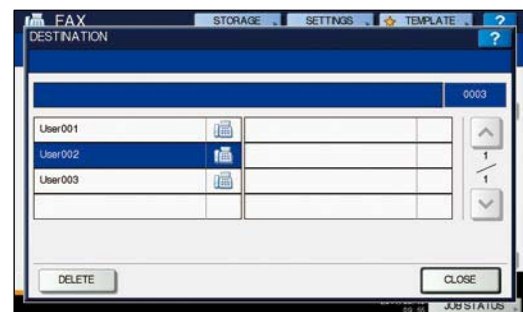 FAX STORAGE SETTINGS TEMPLATE ?
DESTINATION ?
0003
User001
User002
User003
1
1
DELETE CLOSE
JOB STATUS